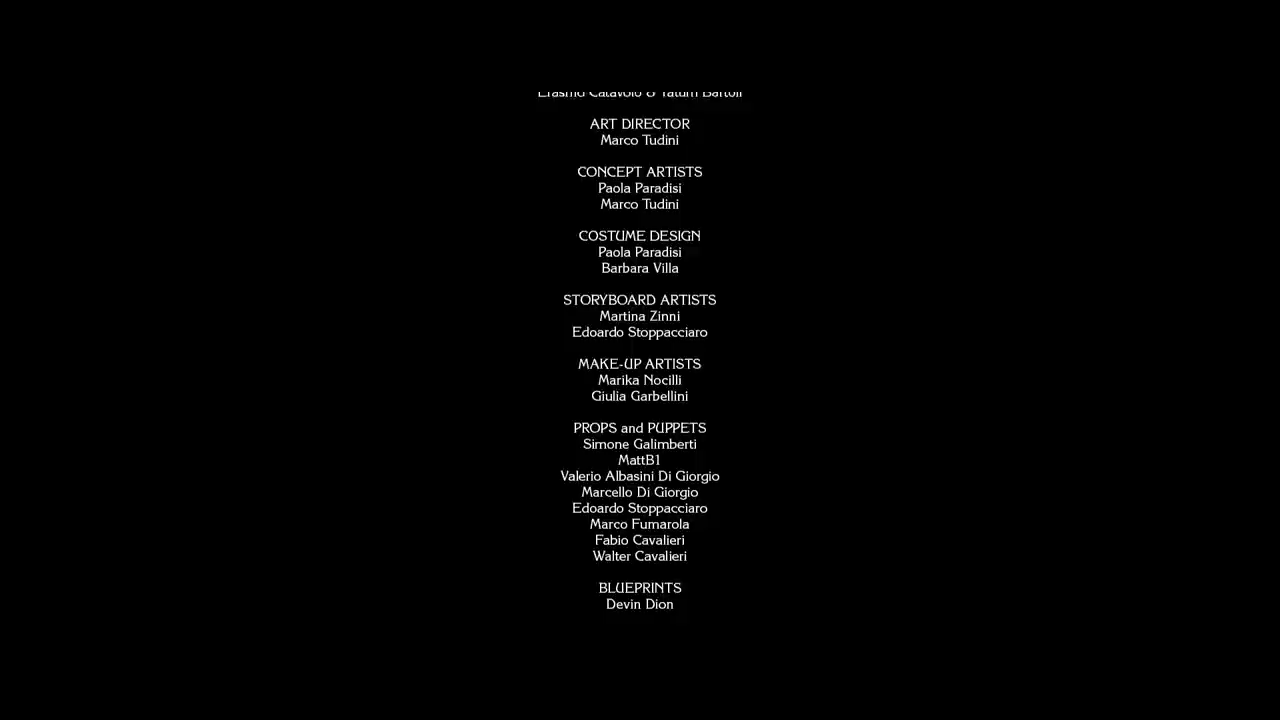 ART DIRECTOR
Marco Tudini
CONCEPT ARTISTS
Paola Paradisi
Marco Tudini
COSTUME DESIGN
Paola Paradisi
Barbara Villa
STORYBOARD ARTISTS
Martina Zinni
Edoardo Stoppacciaro
MAKE-UP ARTISTS
Marika Nocilli
Giulia Garbellini
PROPS and PUPPETS
Simone Galimberti
MattB1
Valerio Albasini Di Giorgio
Marcello Di Giorgio
Edoardo Stoppacciaro
Marco Fumarola
Fabio Cavalieri
Walter Cavalieri
BLUEPRINTS
Devin Dion